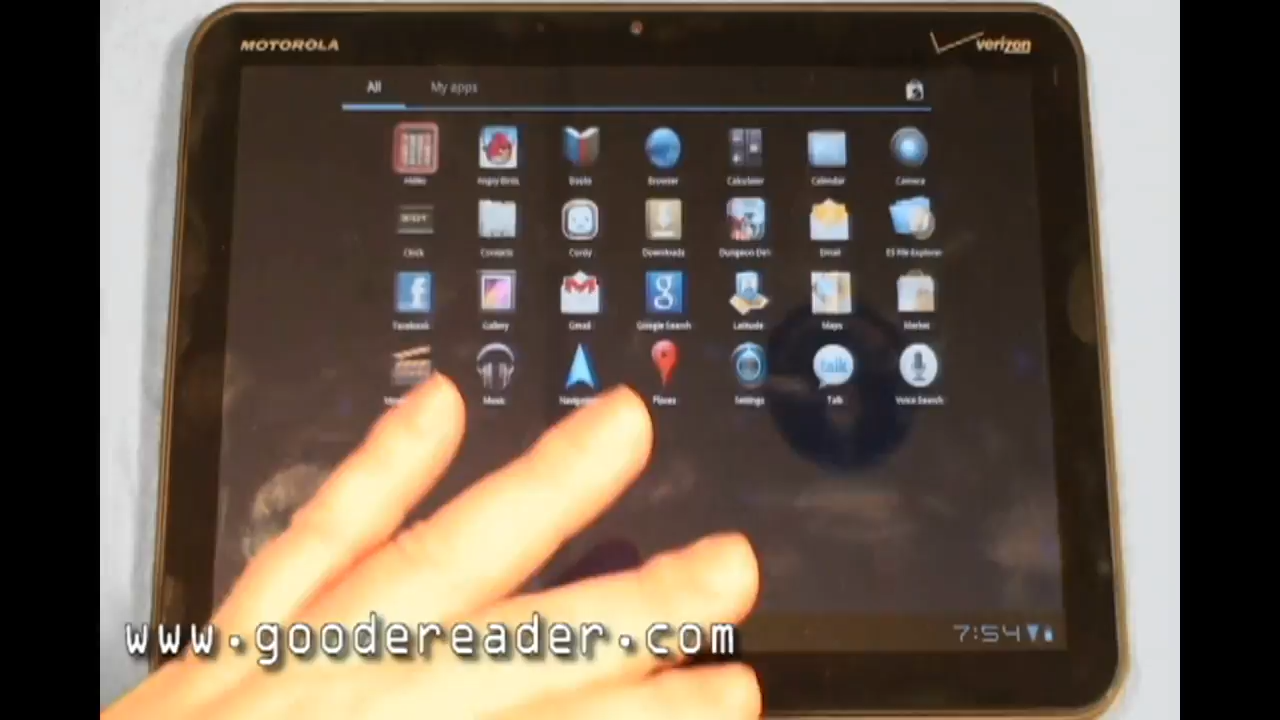 MOTOROLA
verizon
All My apps
Angry Birds Books Browser Calculator Calendar Camera
Clock Contacts Cordy Downloads Email ES File Explorer
Facebook Gallery Gmail Google Search Latitude Maps Market
Music Places Settings Talk Voice Search
talk
www.goodereader.com
7:54